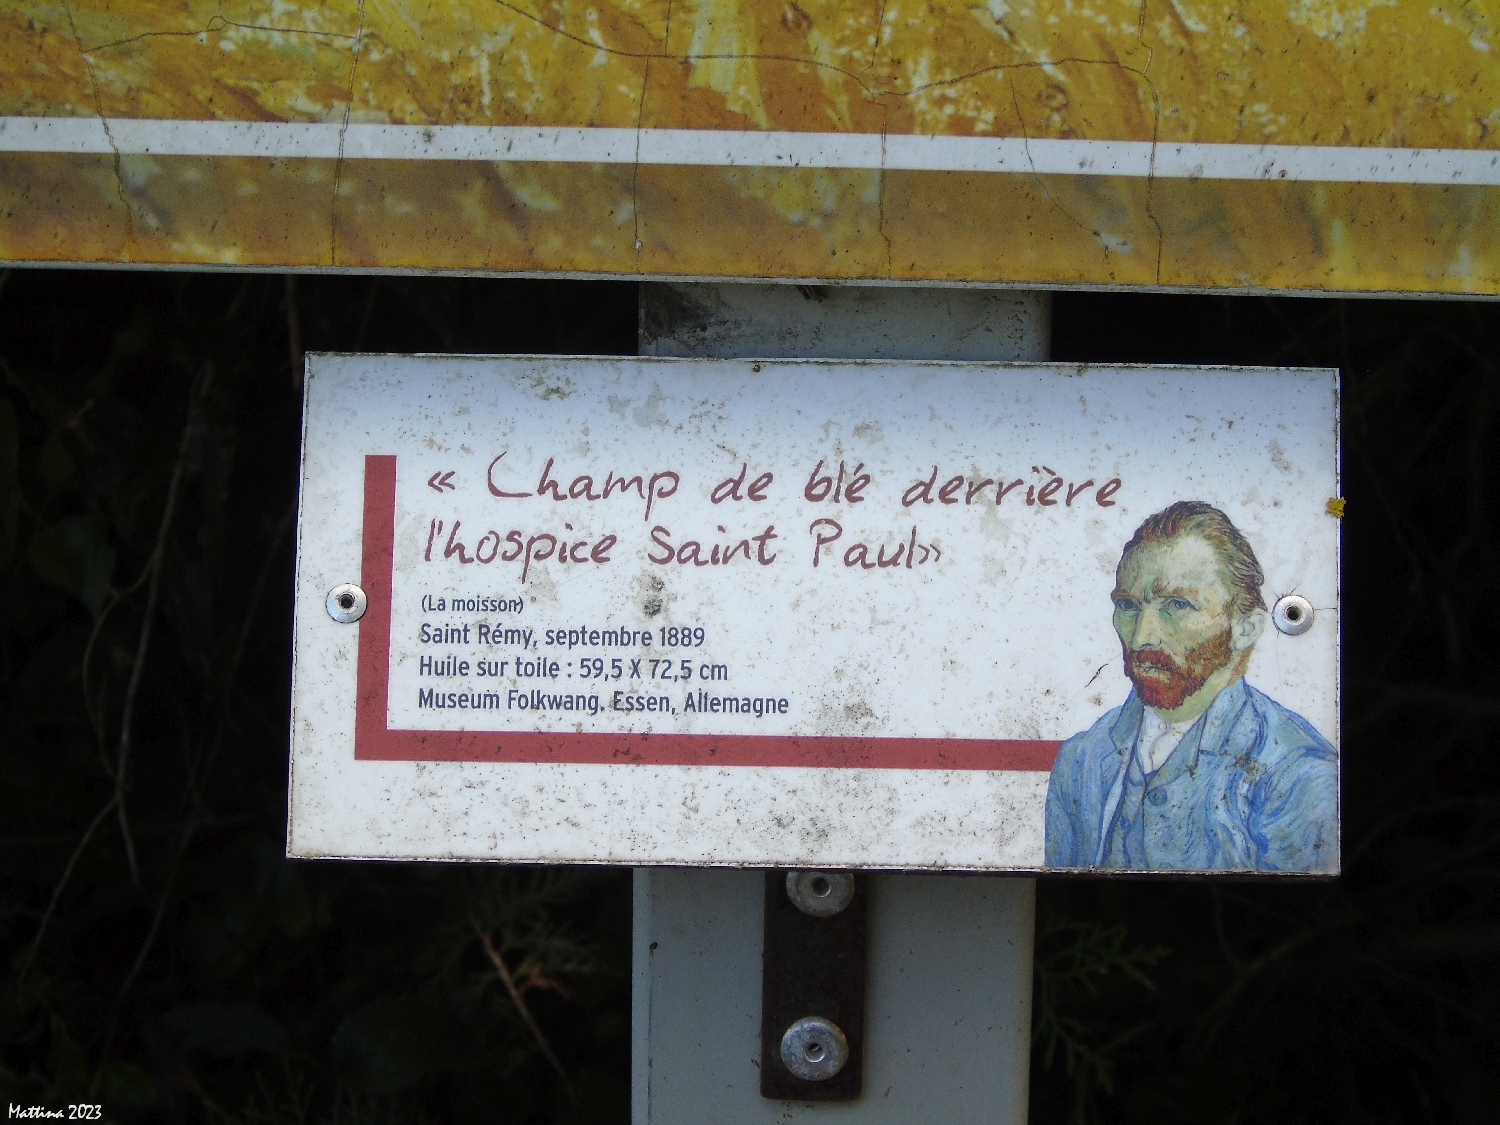 « Champ de blé derrière
l'hospice Saint Paul»
(La moisson)
Saint Rémy, septembre 1889
Huile sur toile : 59,5 X 72,5 cm
Museum Folkwang. Essen, Allemagne
Mattina 2023